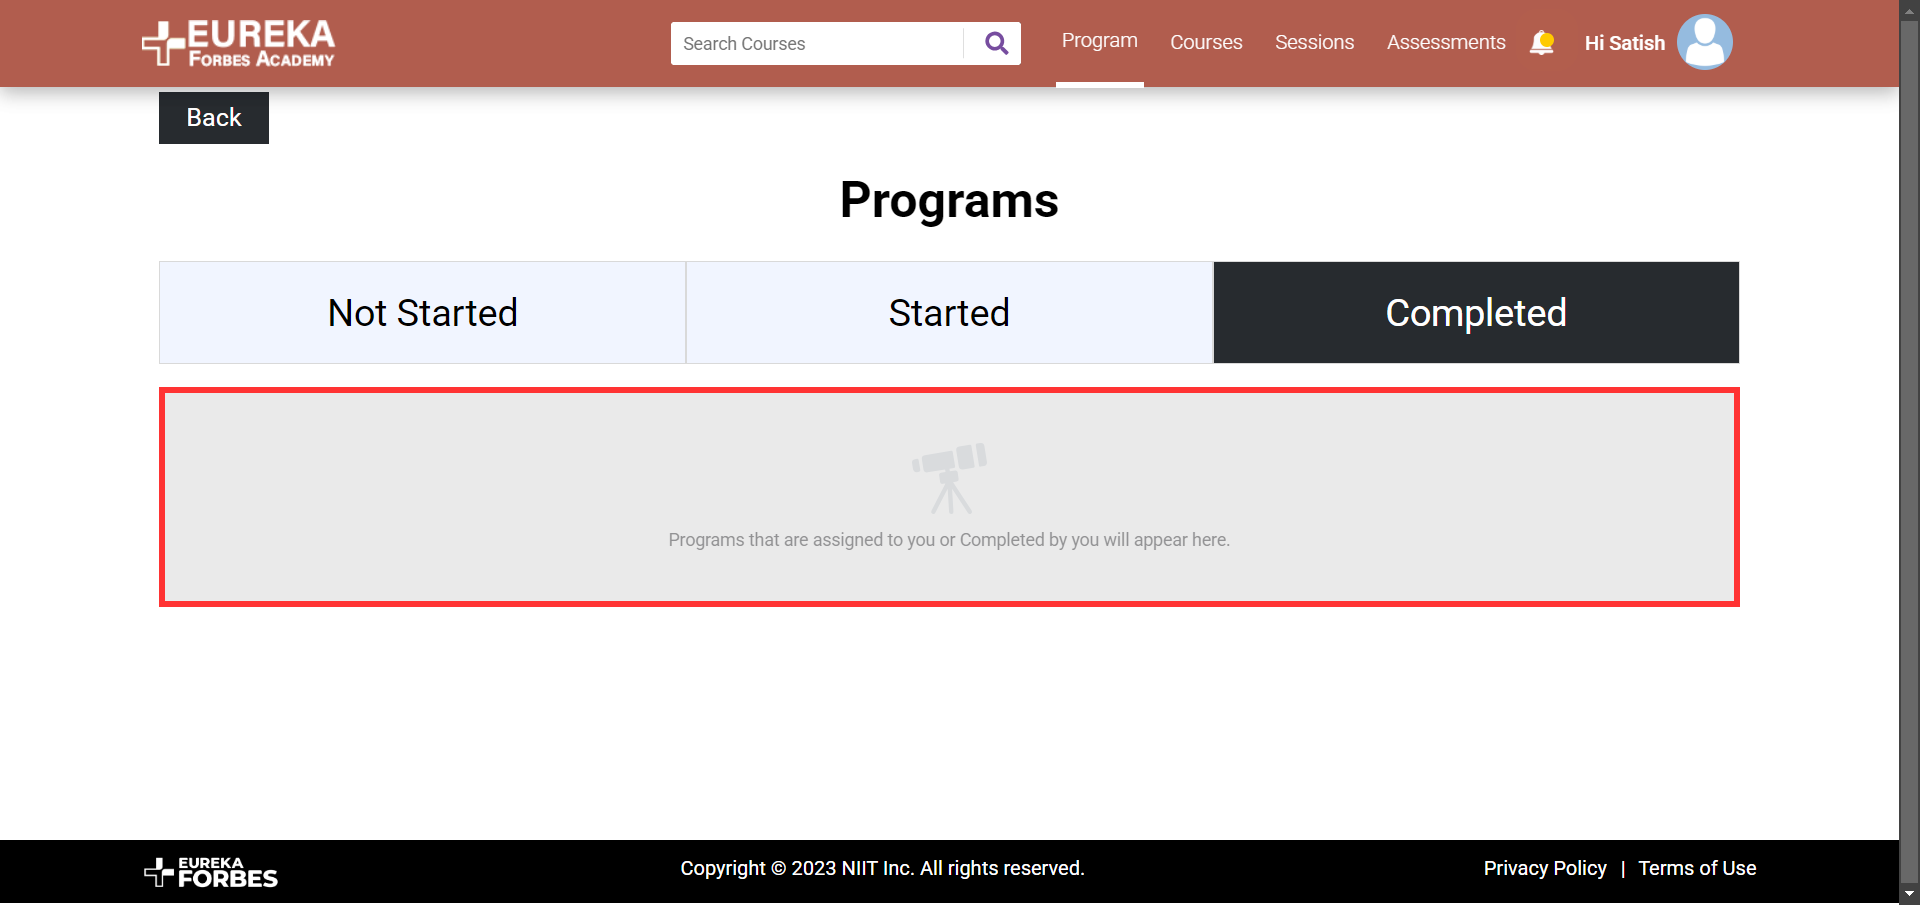 EUREKA
FORBES ACADEMY
Search Courses
Program
Courses
Sessions
Assessments
Hi Satish
Back
Programs
Not Started
Started
Completed
Programs that are assigned to you or Completed by you will appear here.
EUREKA
FORBES
Copyright © 2023 NIIT Inc. All rights reserved.
Privacy Policy | Terms of Use